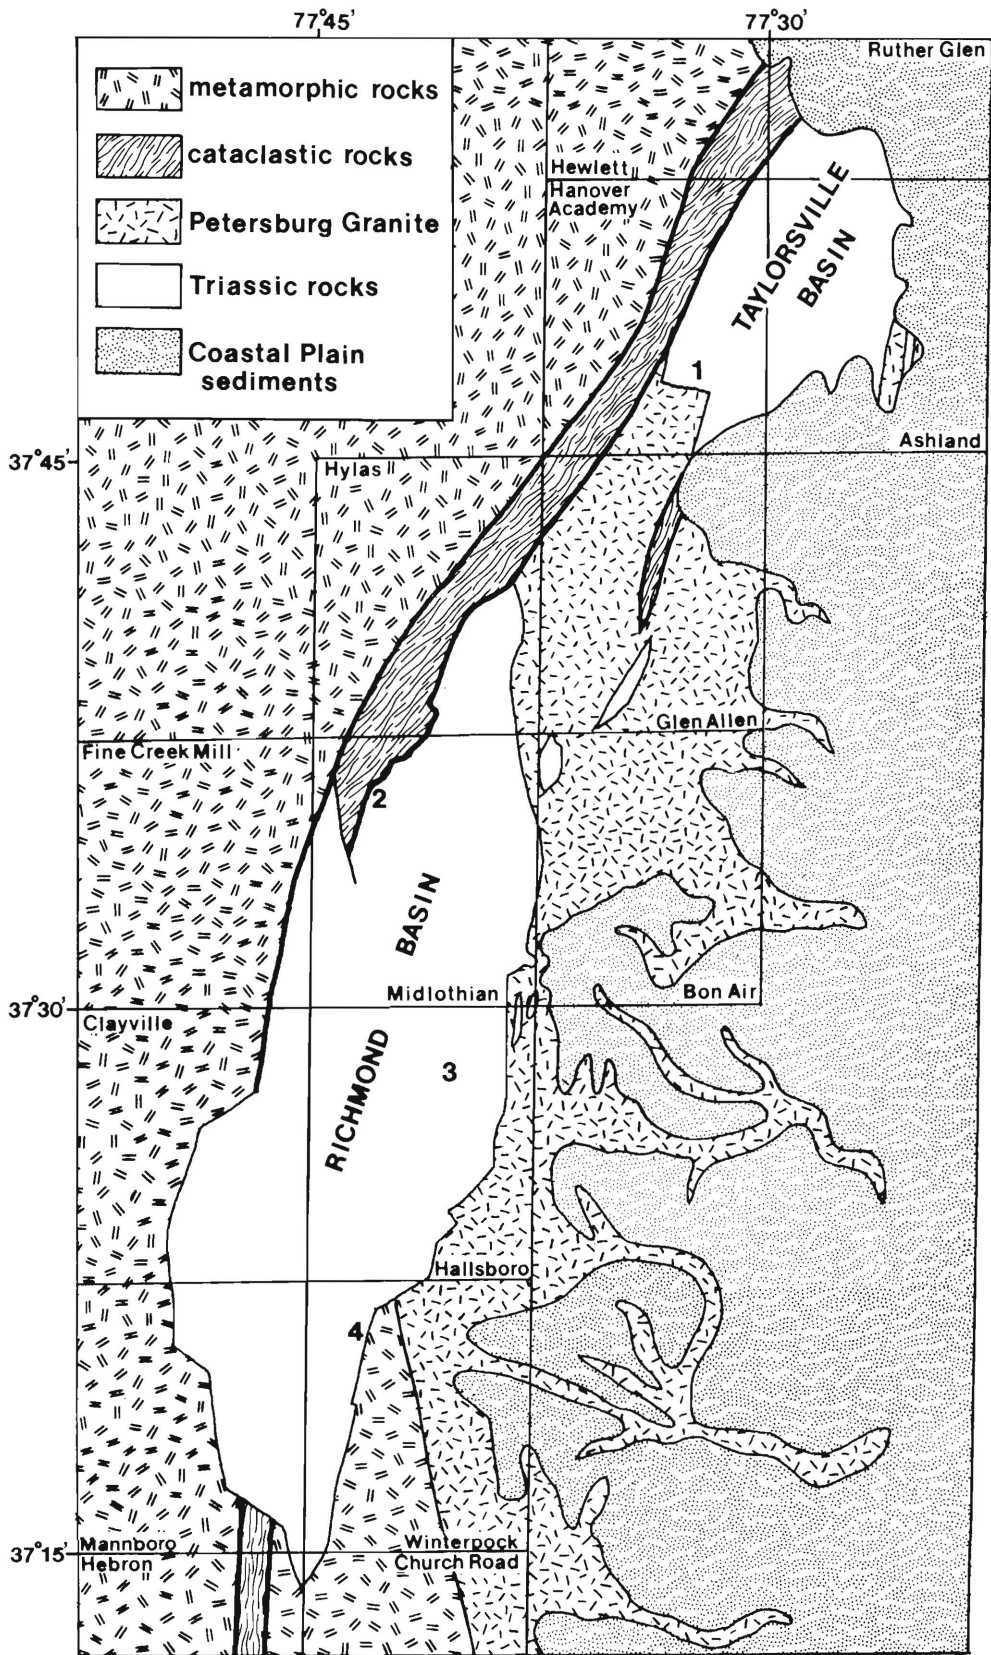 77°45'
77°30'
Ruther Glen
metamorphic rocks
cataclastic rocks
Petersburg Granite
Triassic rocks
Coastal Plain
sediments
Hewlett
Hanover
Academy
TAYLORSVILLE
BASIN
1
Ashland
37°45'
Hylas
Glen Allen
Fine Creek Mill
2
BASIN
Midlothian
Bon Air
37°30'
Clayville
3
RICHMOND
Hallsboro
4
Mannboro
Winterpock
37°15'
Hebron
Church Road